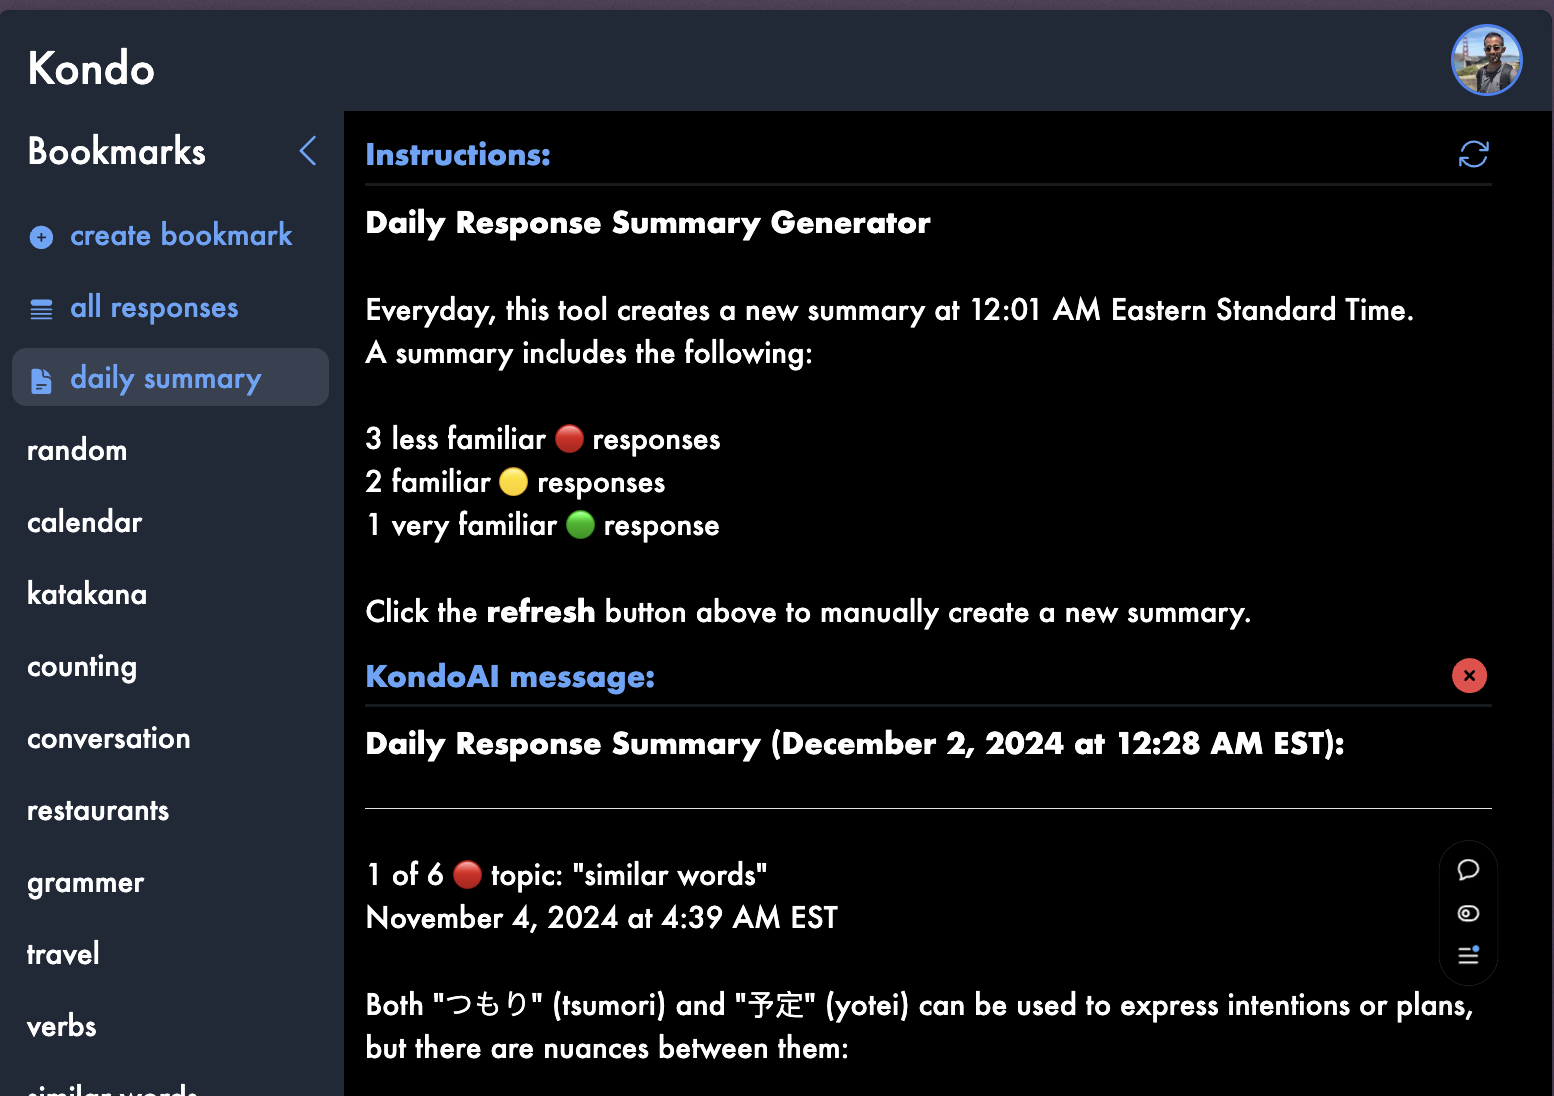 Kondo
Bookmarks
create bookmark
all responses
daily summary
random
calendar
katakana
counting
conversation
restaurants
grammer
travel
verbs
similar words
Instructions:
Daily Response Summary Generator
Everyday, this tool creates a new summary at 12:01 AM Eastern Standard Time.
A summary includes the following:
3 less familiar 🔴 responses
2 familiar 🟡 responses
1 very familiar 🟢 response
Click the refresh button above to manually create a new summary.
KondoAI message:
Daily Response Summary (December 2, 2024 at 12:28 AM EST):
1 of 6 🔴 topic: "similar words"
November 4, 2024 at 4:39 AM EST
Both "つもり" (tsumori) and "予定" (yotei) can be used to express intentions or plans,
but there are nuances between them: